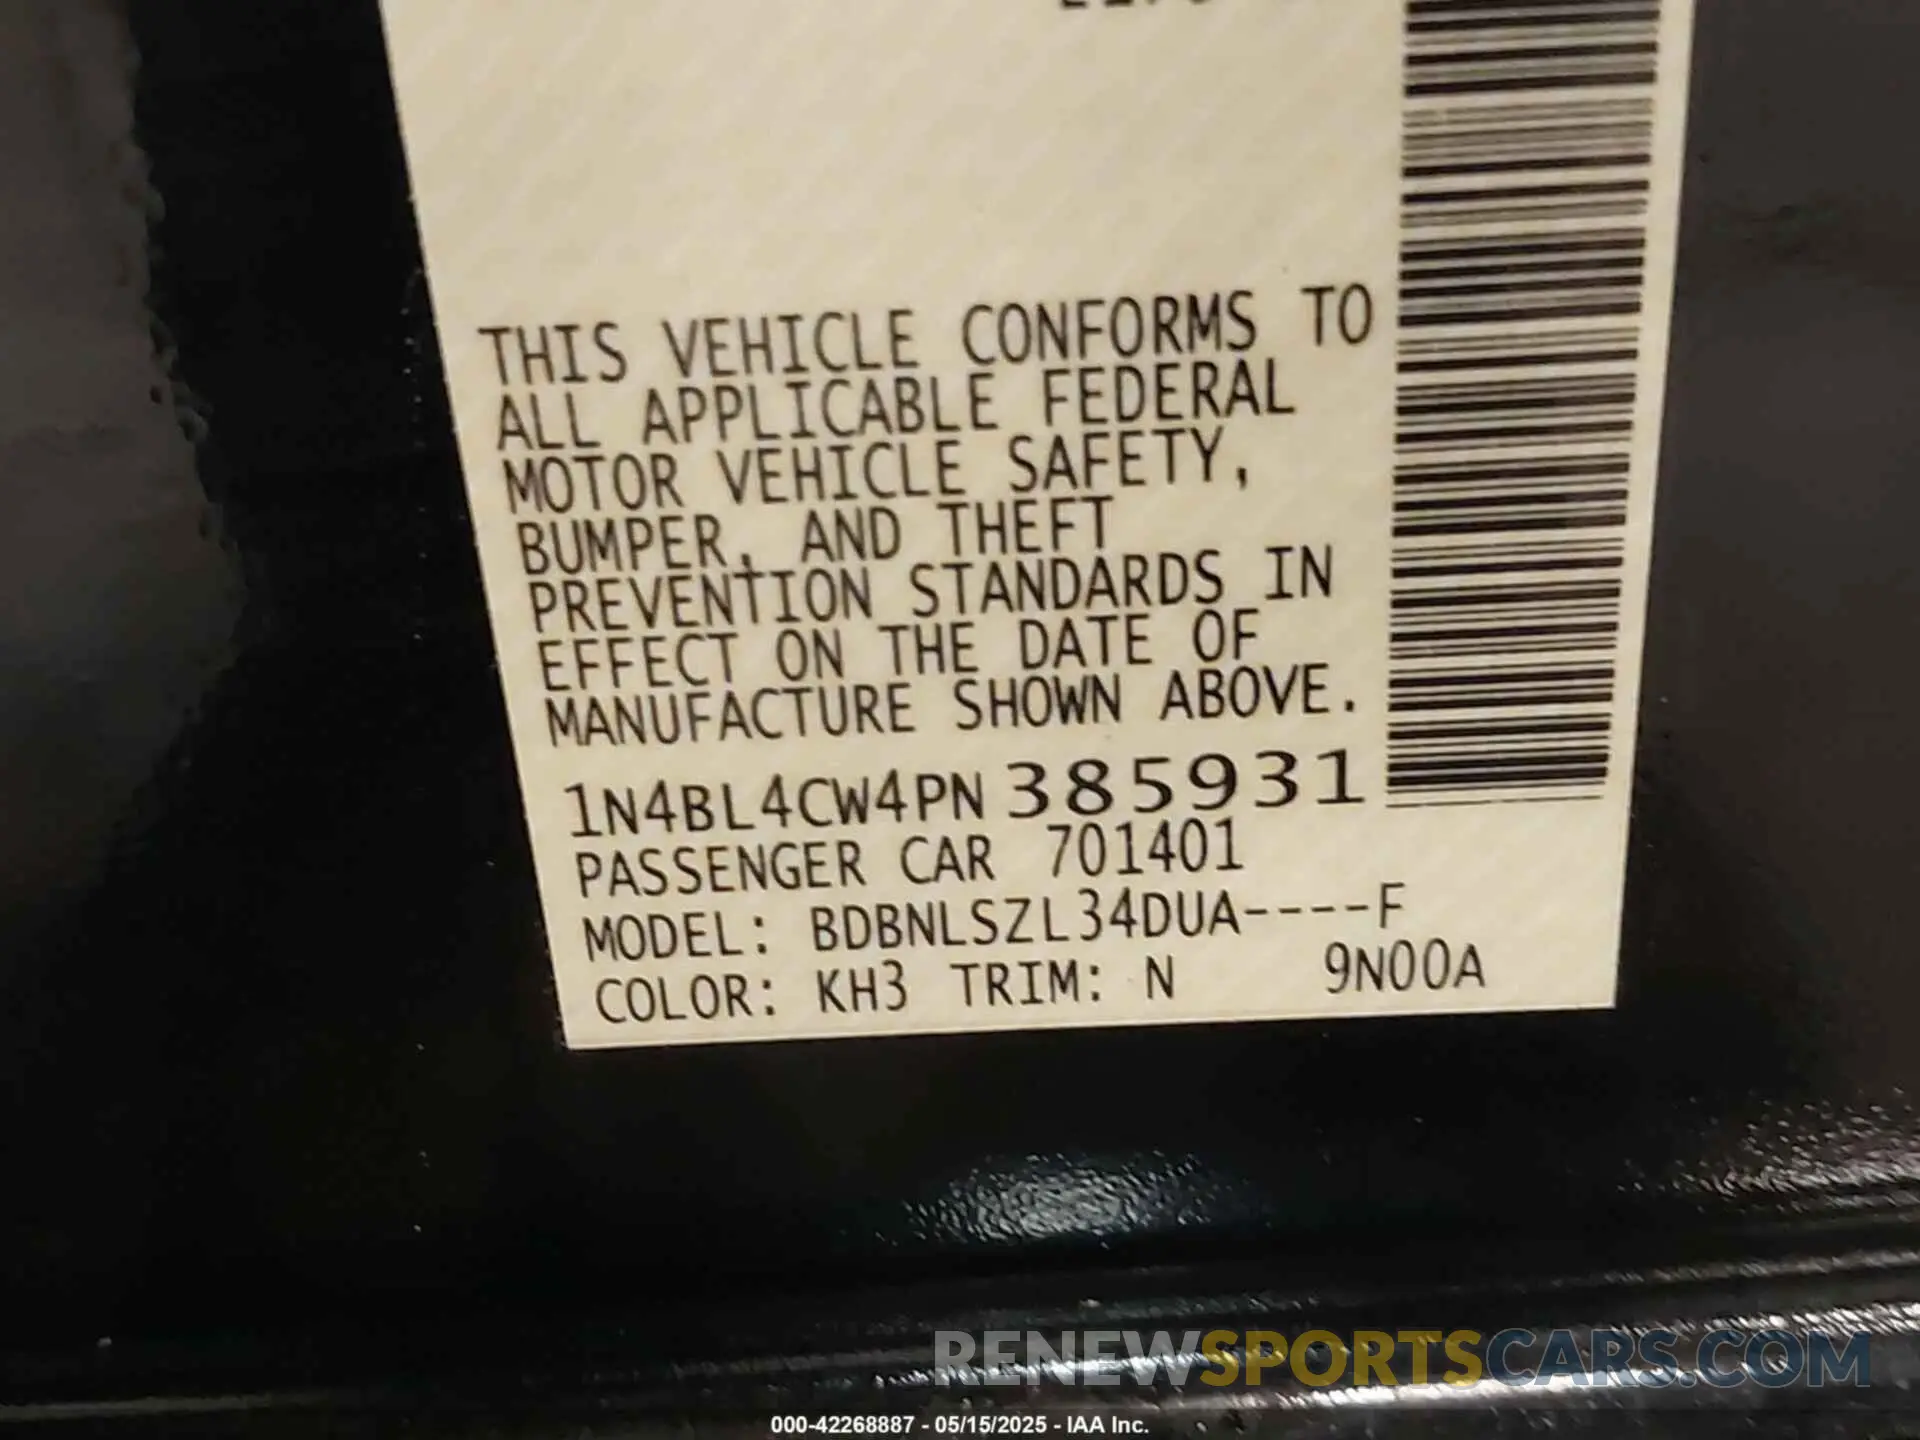 THIS VEHICLE CONFORMS TO
ALL APPLICABLE FEDERAL
MOTOR VEHICLE SAFETY,
BUMPER, AND THEFT
PREVENTION STANDARDS IN
EFFECT ON THE DATE OF
MANUFACTURE SHOWN ABOVE.
1N4BL4CW4PN 385931
PASSENGER CAR 701401
MODEL: BDBNLSZL34DUA----F
COLOR: KH3 TRIM: N 9N00A
RENEWSPORTSCARS.COM
000-42268887 - 05/15/2025 - IAA Inc.